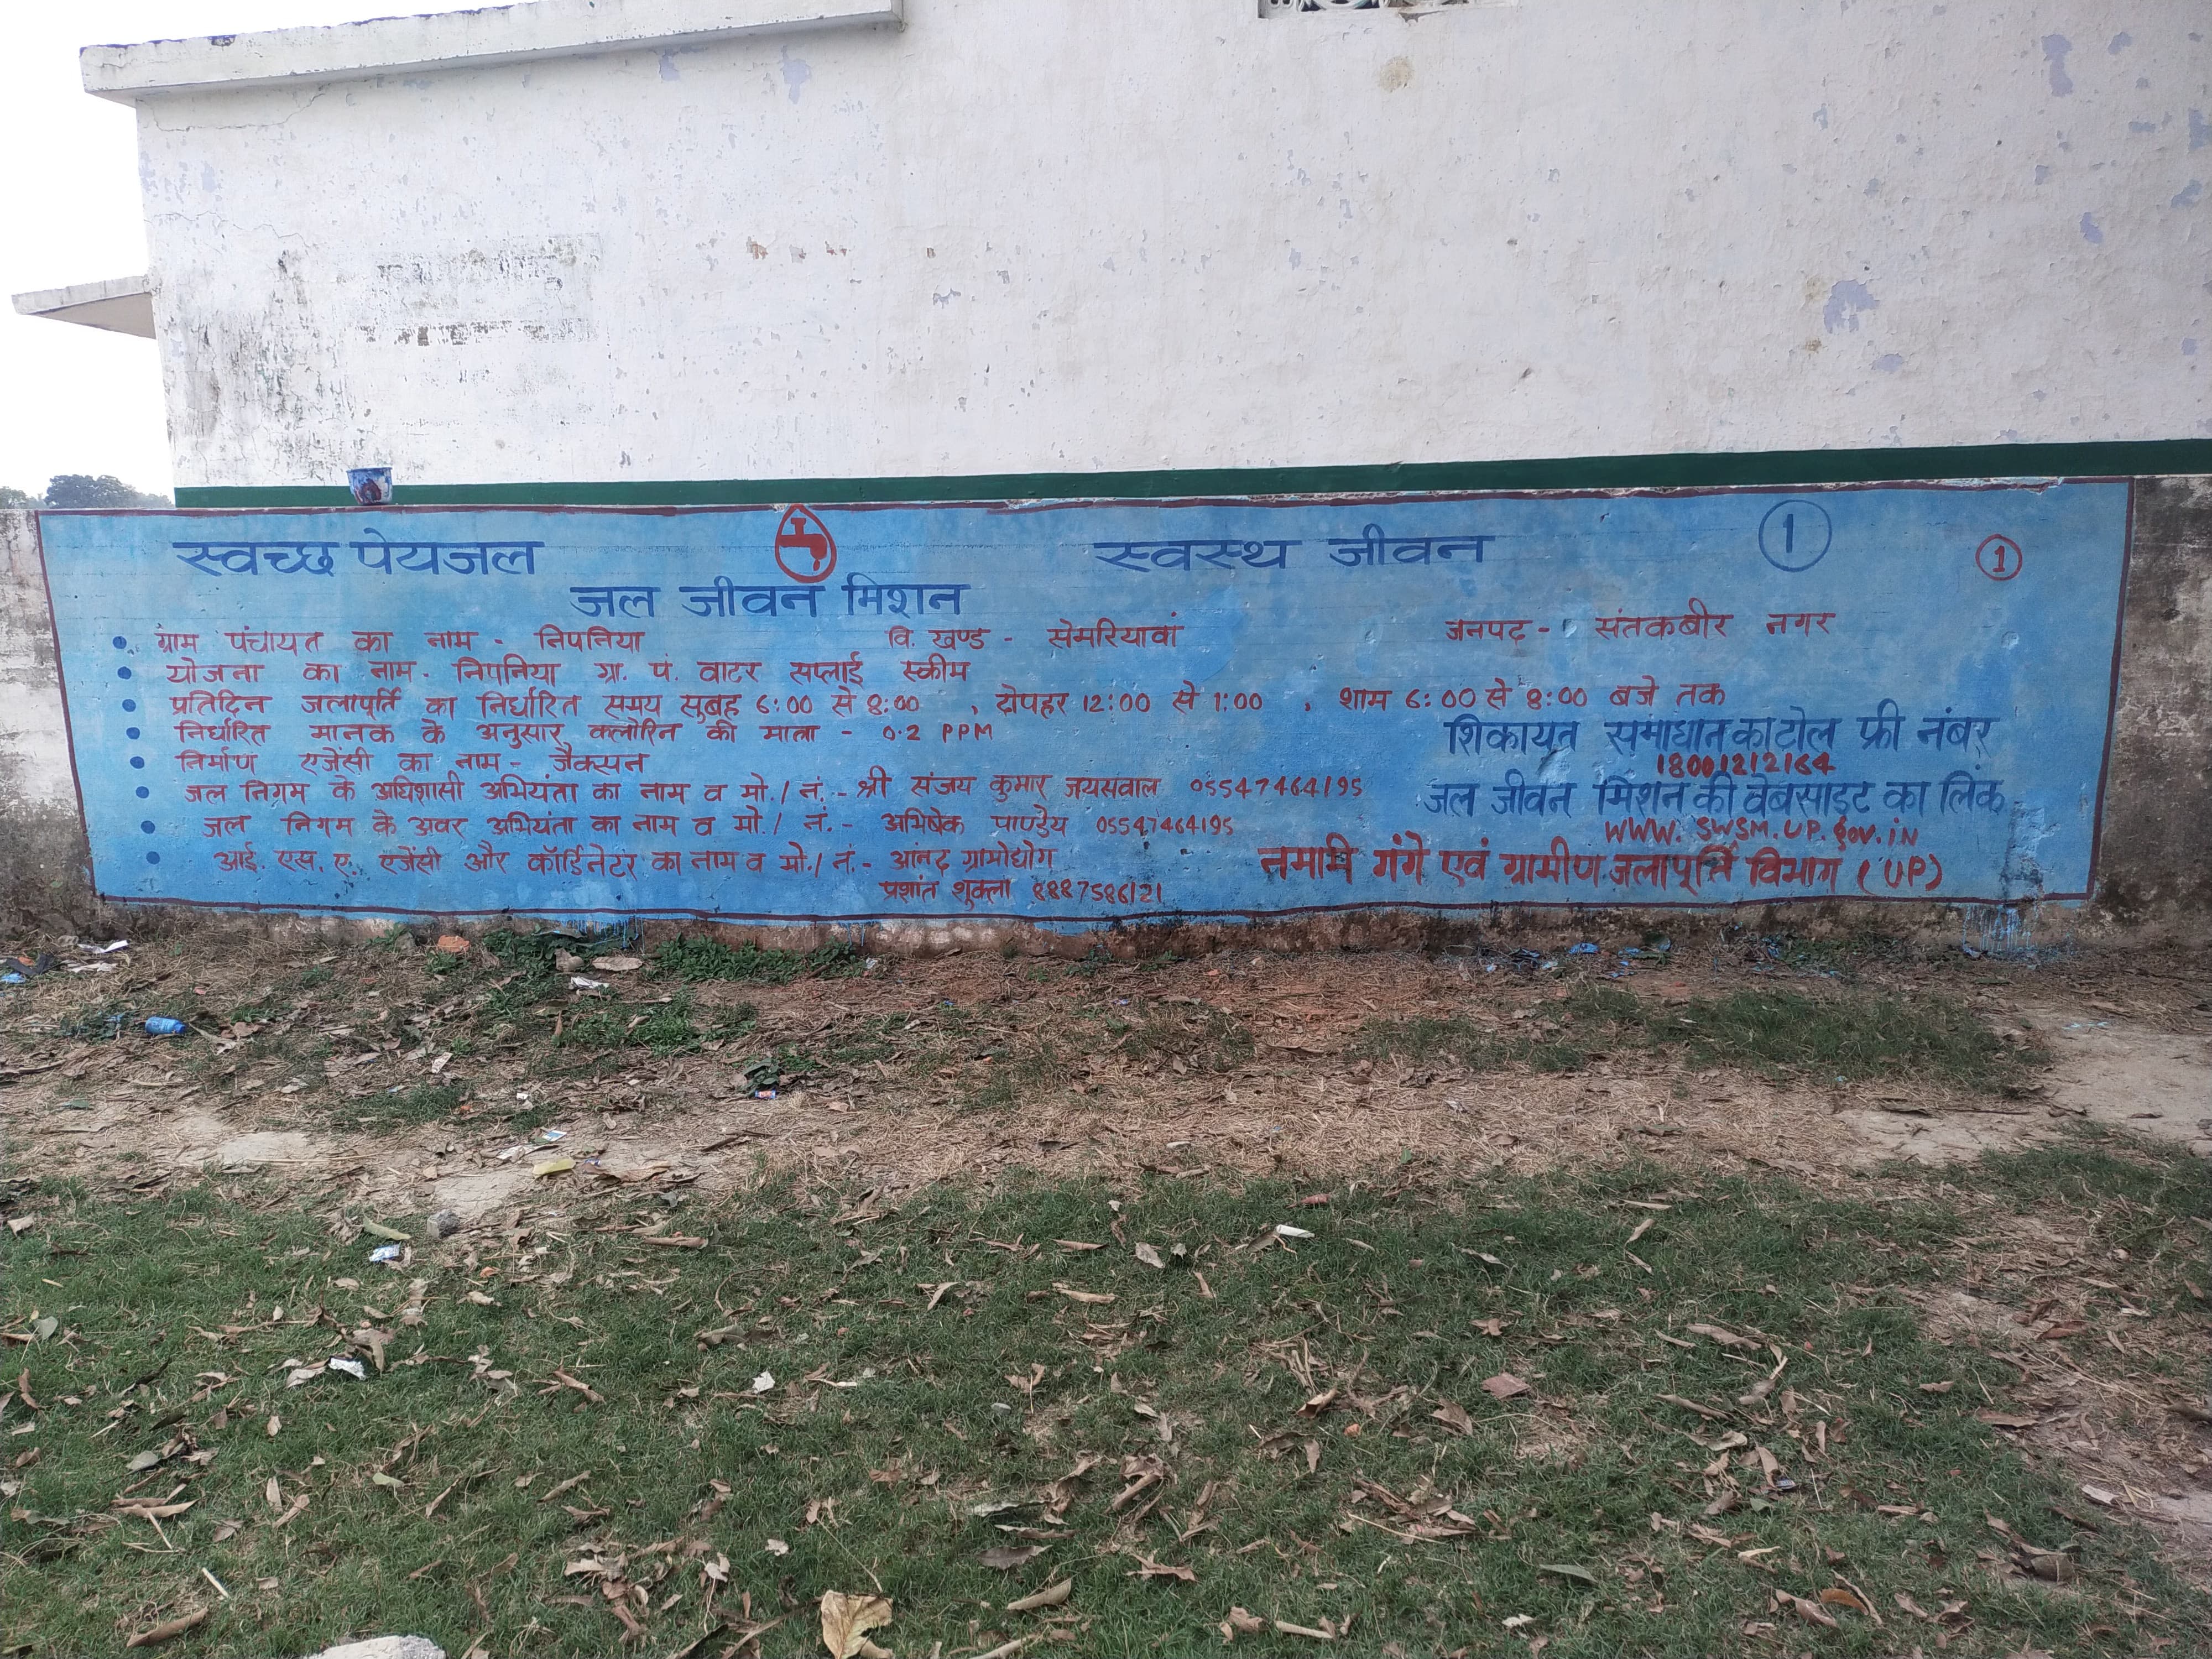 स्वच्छ पेयजल स्वस्थ जीवन 1 1
जल जीवन मिशन
• ग्राम पंचायत का नाम - निपनिया वि. खण्ड - सेमरियावां जनपद - संतकबीर नगर
• योजना का नाम - निपनिया ग्रा. पं. वाटर सप्लाई स्कीम
• प्रतिदिन जलापूर्ति का निर्धारित समय सुबह 6:00 से 8:00 , दोपहर 12:00 से 1:00 , शाम 6:00 से 8:00 बजे तक
• निर्धारित मानक के अनुसार क्लोरिन की मात्रा - 0.2 PPM
• निर्माण एजेंसी का नाम - जैक्सन
• जल निगम के अधिशासी अभियंता का नाम व मो./ नं. - श्री संजय कुमार जयसवाल 05547464195
• जल निगम के अवर अभियंता का नाम व मो./ नं. - अभिषेक पाण्डेय 05547464195
• आई. एस. ए. एजेंसी और कॉर्डिनेटर का नाम व मो./ नं - आंनद ग्रामोद्योग
प्रशांत शुक्ला 8887586121
शिकायत समाधान का टोल फ्री नंबर
18001212164
जल जीवन मिशन की वेबसाइट का लिंक
WWW. SWSM. UP. gov. iN
नमामि गंगे एवं ग्रामीण जलापूर्ति विभाग (UP)